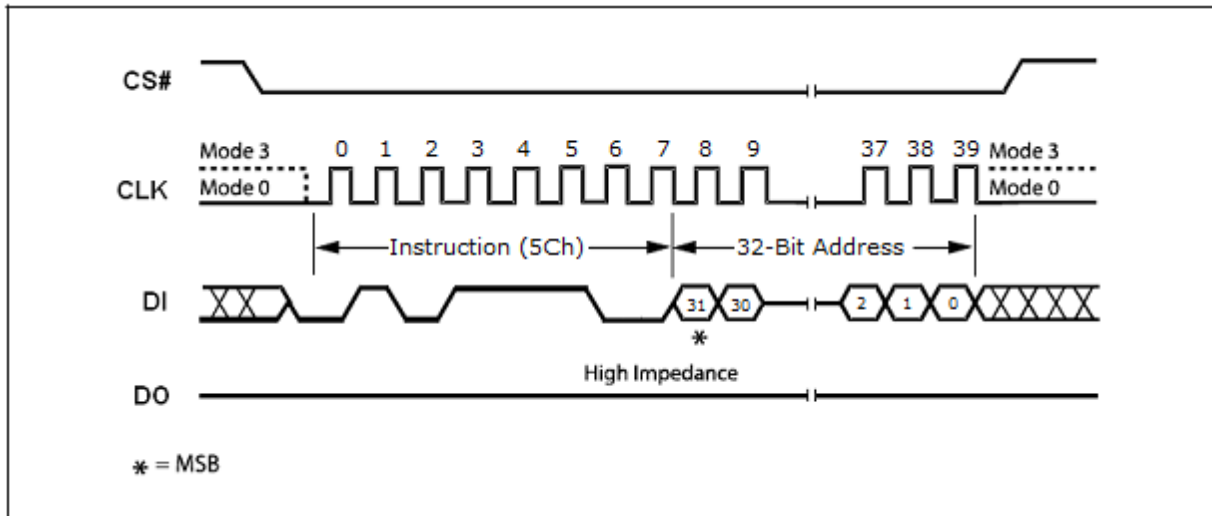 CS#
Mode 3 0 1 2 3 4 5 6 7 8 9 37 38 39 Mode 3
CLK Mode 0 Mode 0
Instruction (5Ch) 32-Bit Address
DI 31 30 2 1 0
*
High Impedance
DO
* = MSB